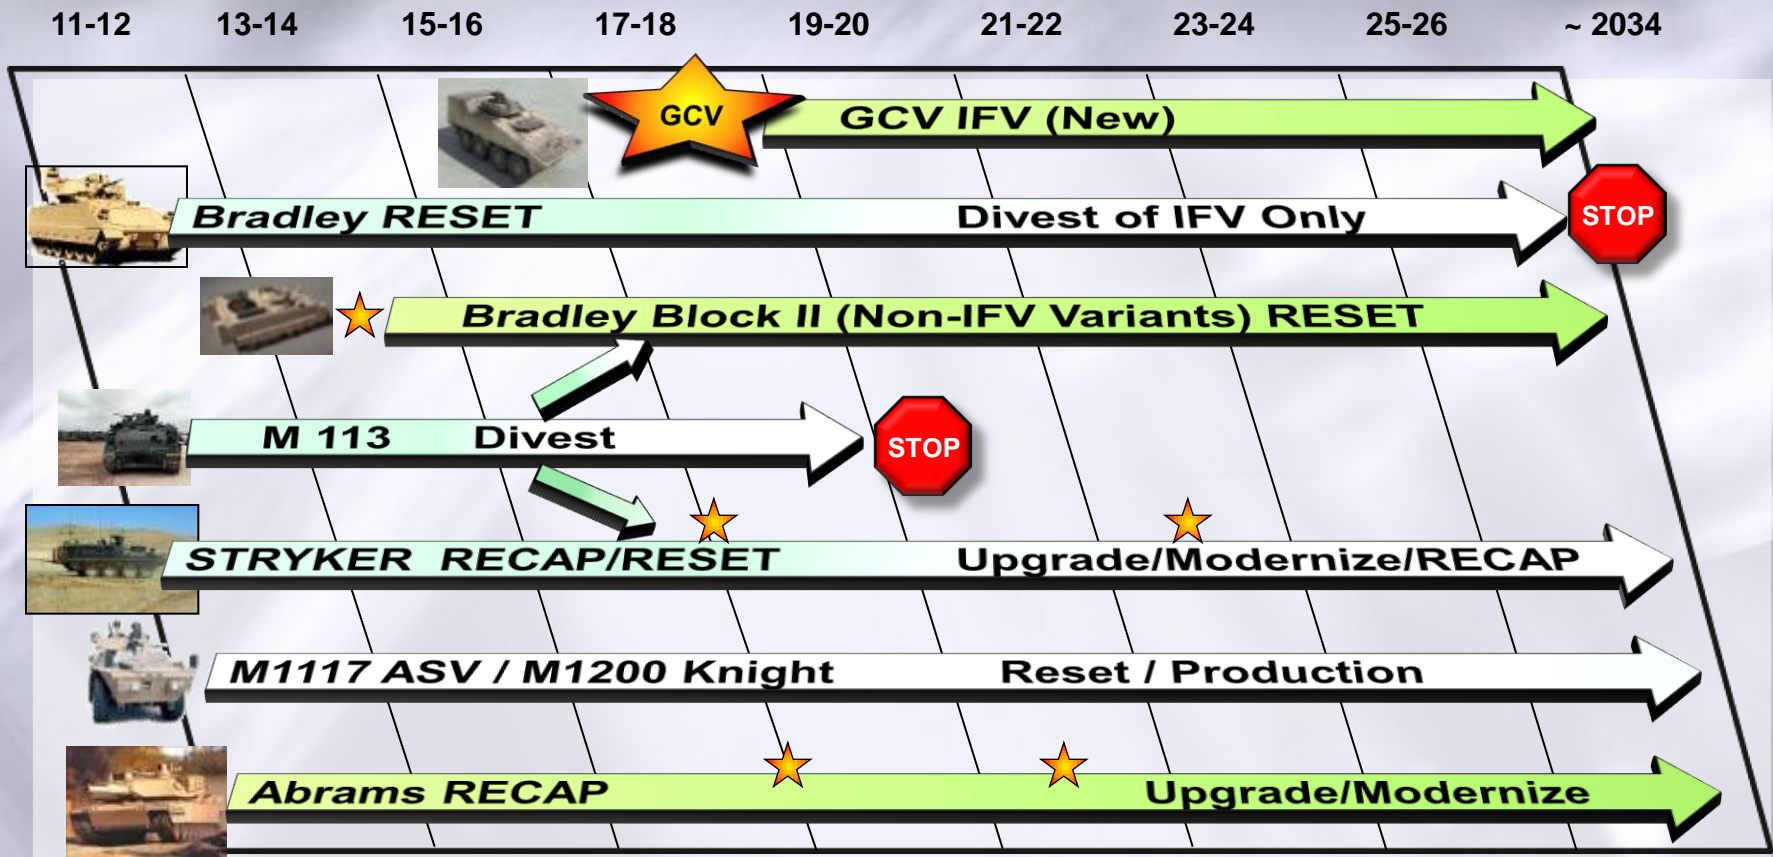 11-12 13-14 15-16 17-18 19-20 21-22 23-24 25-26 ~ 2034
GCV GCV IFV (New)
Bradley RESET Divest of IFV Only STOP
Bradley Block II (Non-IFV Variants) RESET
M 113 Divest STOP
STRYKER RECAP/RESET Upgrade/Modernize/RECAP
M1117 ASV / M1200 Knight Reset / Production
Abrams RECAP Upgrade/Modernize